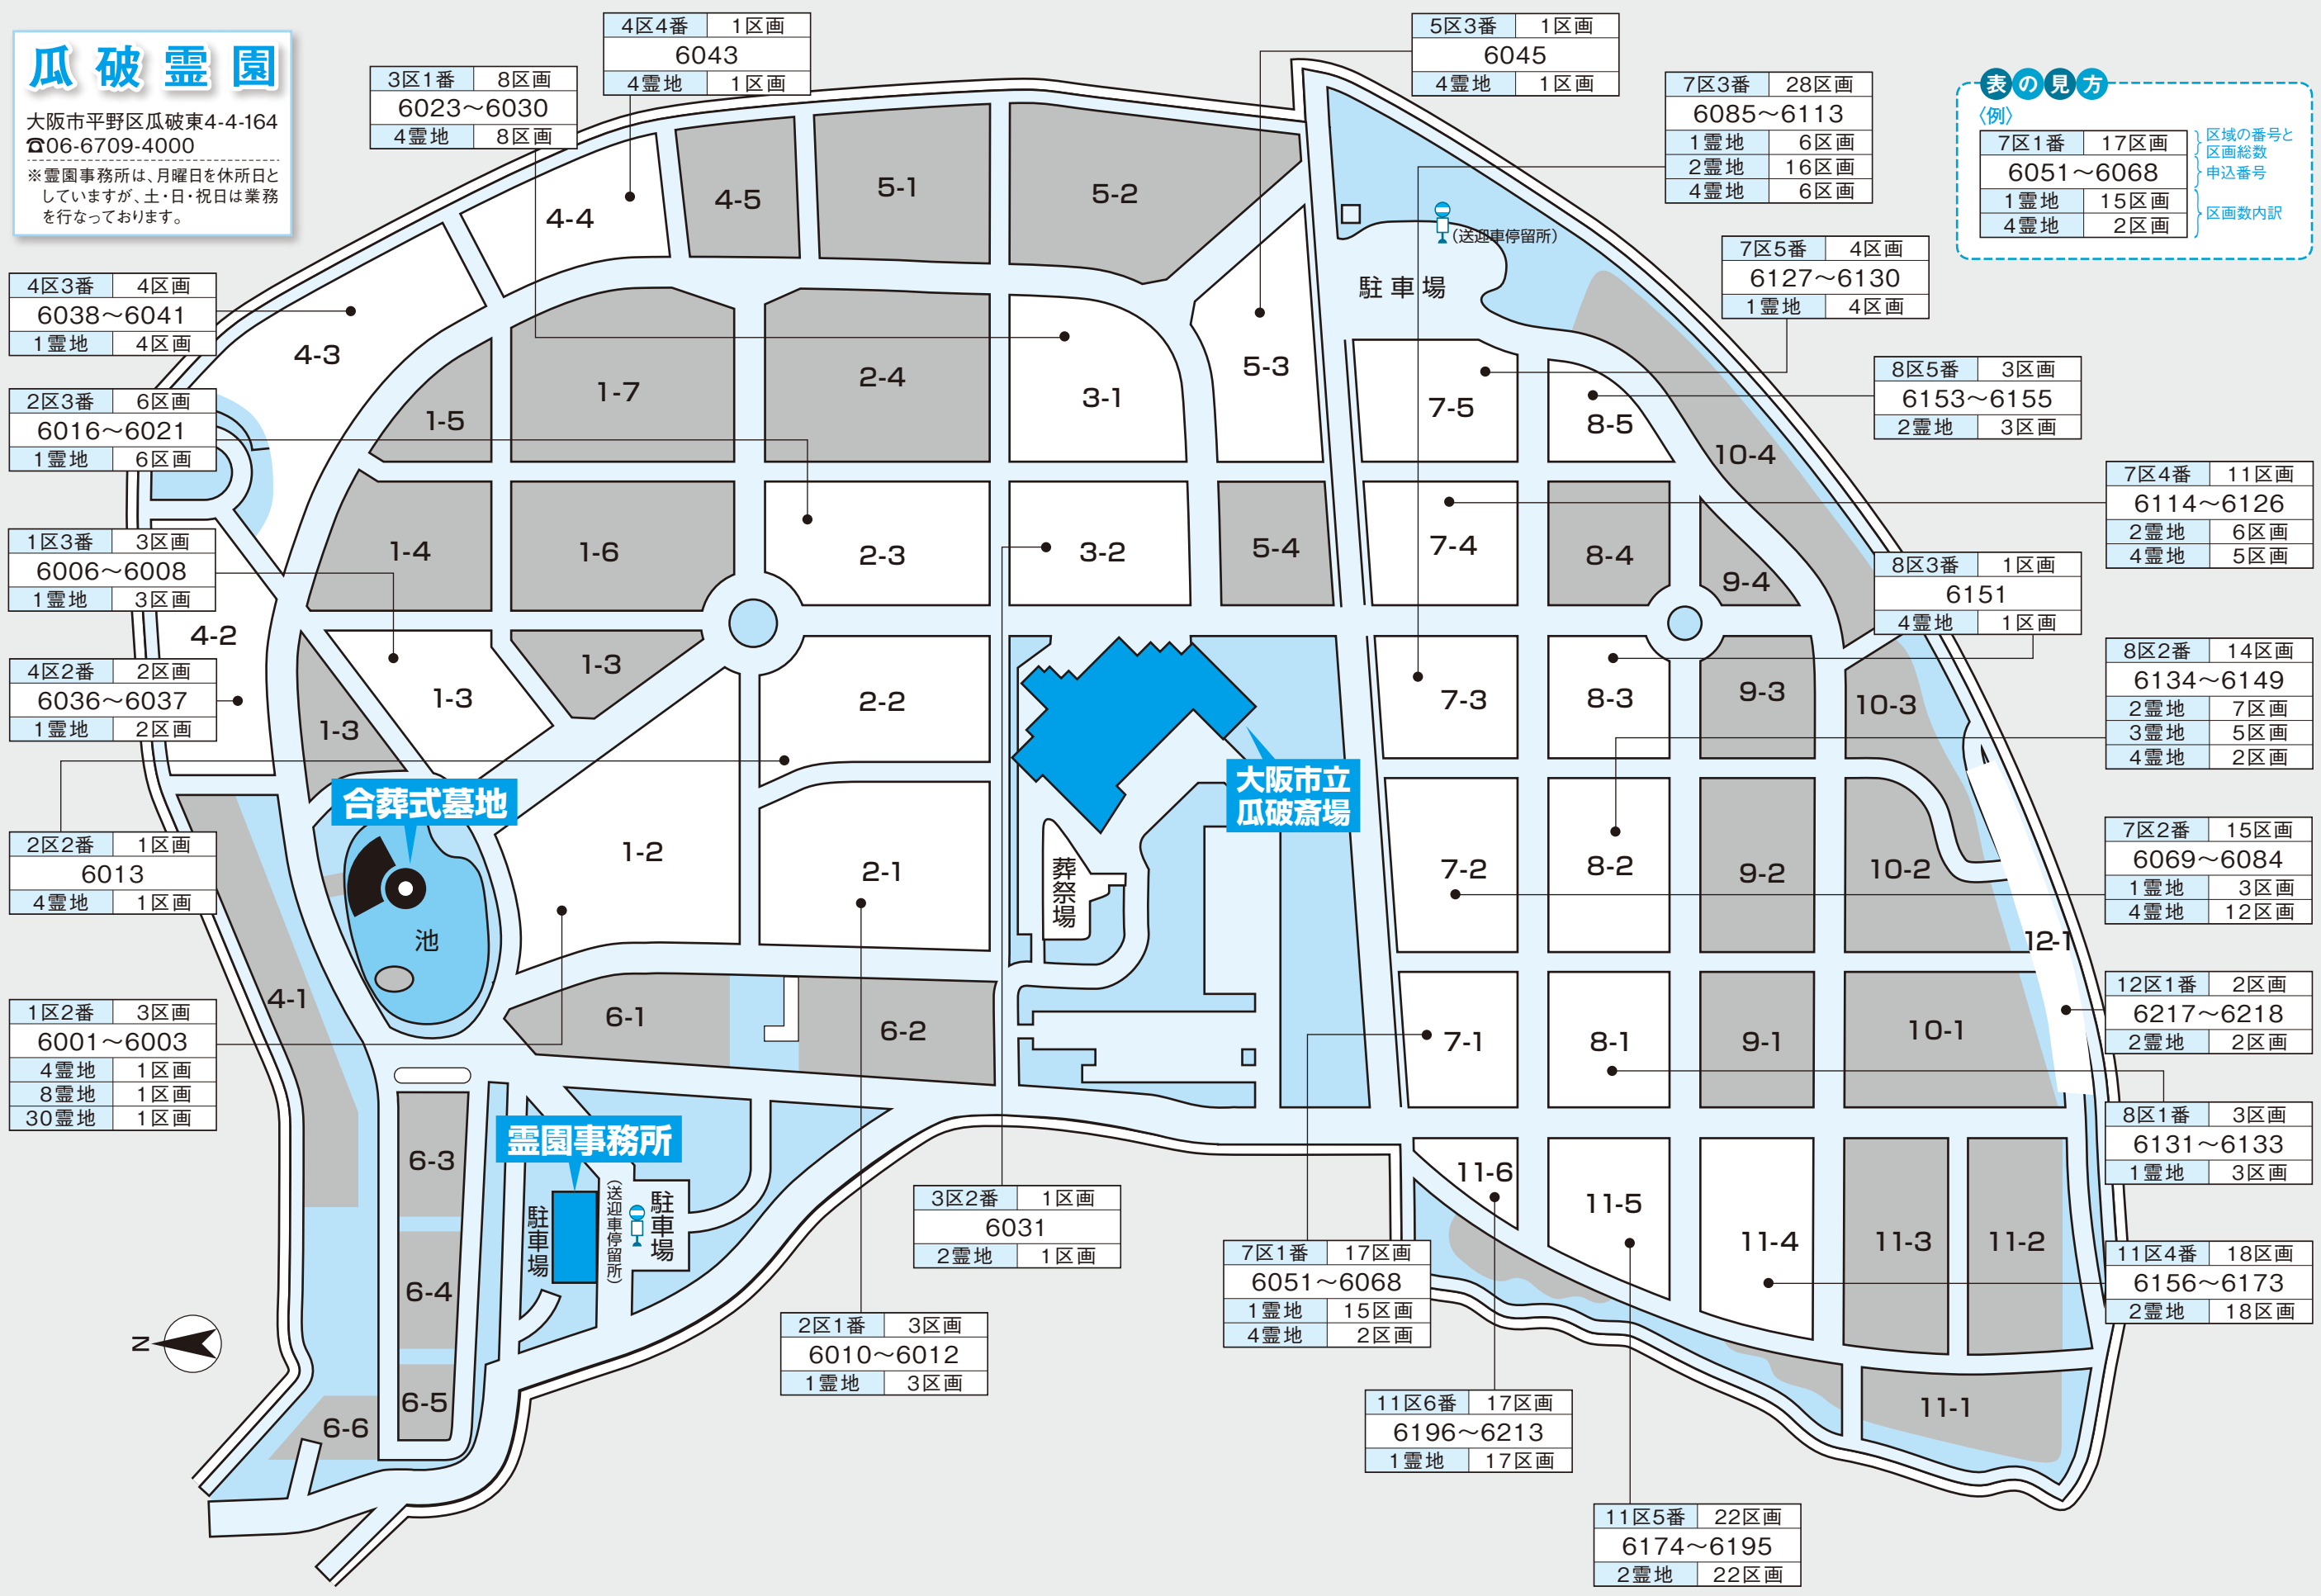 瓜破霊園
大阪市平野区瓜破東4-4-164
☎06-6709-4000
※霊園事務所は、月曜日を休所日と
していますが、土・日・祝日は業務
を行なっております。
4区4番 1区画
6043
4霊地 1区画
3区1番 8区画
6023～6030
4霊地 8区画
5区3番 1区画
6045
4霊地 1区画
7区3番 28区画
6085～6113
1霊地 6区画
2霊地 16区画
4霊地 6区画
表の見方
〈例〉
7区1番 17区画
6051～6068
1霊地 15区画
4霊地 2区画
区域の番号と
区画総数
申込番号
区画数内訳
7区5番 4区画
6127～6130
1霊地 4区画
4区3番 4区画
6038～6041
1霊地 4区画
2区3番 6区画
6016～6021
1霊地 6区画
1区3番 3区画
6006～6008
1霊地 3区画
4区2番 2区画
6036～6037
1霊地 2区画
2区2番 1区画
6013
4霊地 1区画
1区2番 3区画
6001～6003
4霊地 1区画
8霊地 1区画
30霊地 1区画
8区5番 3区画
6153～6155
2霊地 3区画
7区4番 11区画
6114～6126
2霊地 6区画
4霊地 5区画
8区3番 1区画
6151
4霊地 1区画
8区2番 14区画
6134～6149
2霊地 7区画
3霊地 5区画
4霊地 2区画
7区2番 15区画
6069～6084
1霊地 3区画
4霊地 12区画
12区1番 2区画
6217～6218
2霊地 2区画
8区1番 3区画
6131～6133
1霊地 3区画
11区4番 18区画
6156～6173
2霊地 18区画
3区2番 1区画
6031
2霊地 1区画
7区1番 17区画
6051～6068
1霊地 15区画
4霊地 2区画
2区1番 3区画
6010～6012
1霊地 3区画
11区6番 17区画
6196～6213
1霊地 17区画
11区5番 22区画
6174～6195
2霊地 22区画
4-4
4-5
5-1
5-2
(送迎車停留所)
駐車場
4-3
1-5
1-7
2-4
3-1
5-3
7-5
8-5
10-4
1-4
1-6
2-3
3-2
5-4
7-4
8-4
9-4
4-2
1-3
1-3
1-3
2-2
7-3
8-3
9-3
10-3
合葬式墓地
大阪市立
瓜破斎場
池
1-2
2-1
葬祭場
7-2
8-2
9-2
10-2
12-1
4-1
6-1
6-2
7-1
8-1
9-1
10-1
霊園事務所
6-3
駐車場
(送迎車停留所)
駐車場
6-4
6-5
6-6
11-6
11-5
11-4
11-3
11-2
11-1
N